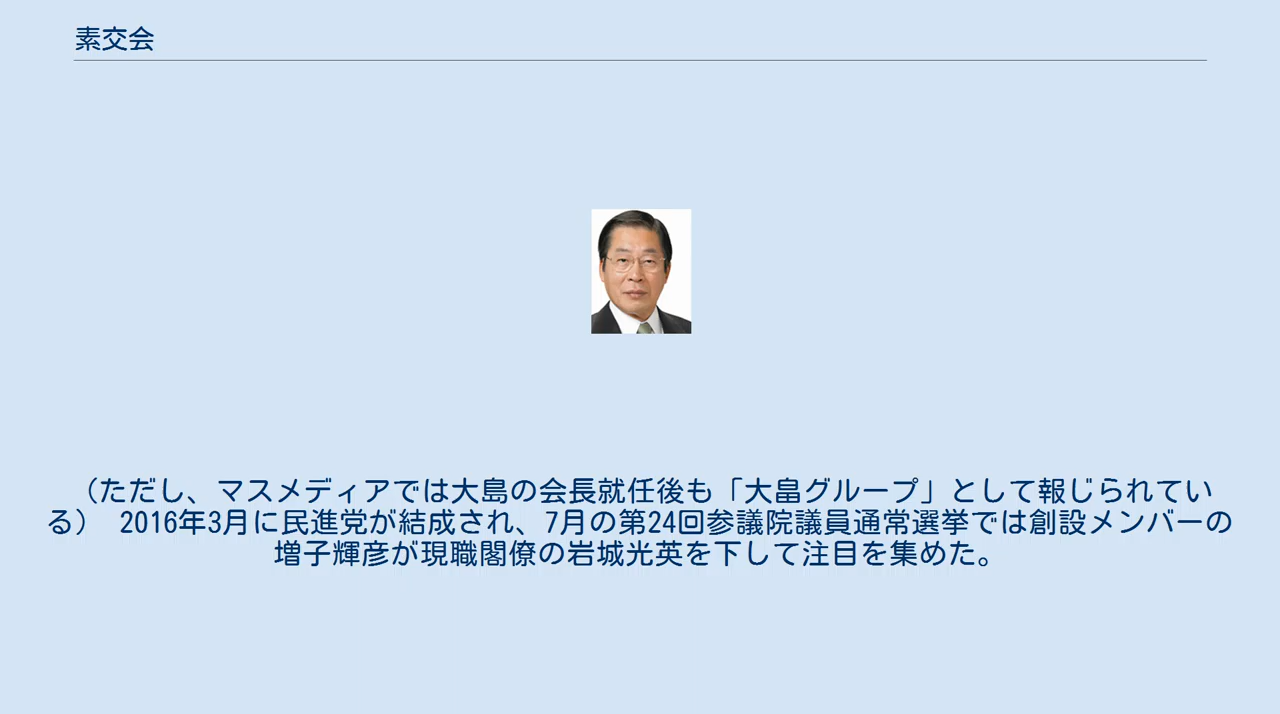 素交会
（ただし、マスメディアでは大島の会長就任後も「大畠グループ」として報じられてい
る） 2016年3月に民進党が結成され、7月の第24回参議院議員通常選挙では創設メンバーの
増子輝彦が現職閣僚の岩城光英を下して注目を集めた。